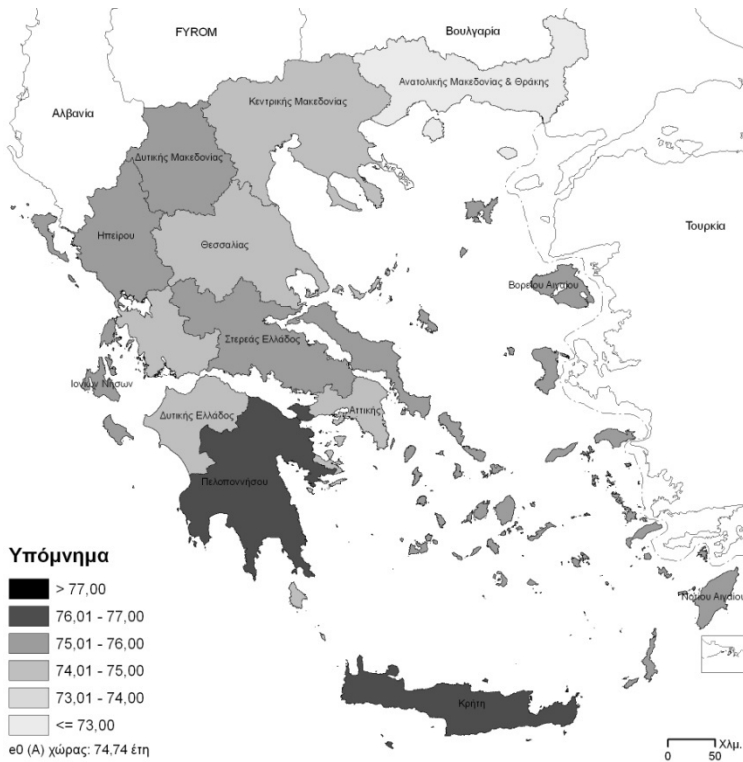 FYROM
Βουλγαρία
Ανατολικής Μακεδονίας & Θράκης
Κεντρικής Μακεδονίας
Αλβανία
Δυτικής Μακεδονίας
Ηπείρου
Θεσσαλίας
Τουρκία
Βορείου Αιγαίου
Στερεάς Ελλάδος
Ιονίων Νήσων
Δυτικής Ελλάδος
Αττικής
Πελοποννήσου
Νοτίου Αιγαίου
Κρήτη
Υπόμνημα
> 77,00
76,01 - 77,00
75,01 - 76,00
74,01 - 75,00
73,01 - 74,00
<= 73,00
e0 (Α) χώρας: 74,74 έτη
Χλμ.
0 50